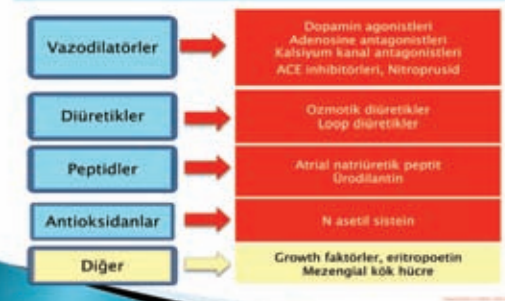 Vazodilatörler
Dopamin agonistleri
Adenosine antagonistleri
Kalsiyum kanal antagonistleri
ACE inhibitörleri, Nitroprusid
Diüretikler
Ozmotik diüretikler
Loop diüretikler
Peptidler
Atrial natriüretik peptit
Ürodilantin
Antioksidanlar
N asetil sistein
Diğer
Growth faktörler, eritropoetin
Mezengial kök hücre